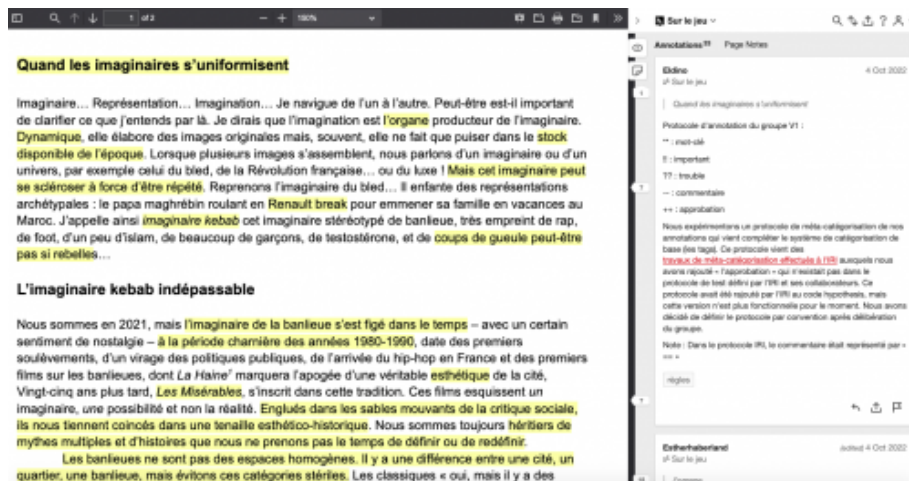 1 of 2
180%
Quand les imaginaires s'uniformisent
Imaginaire… Représentation… Imagination… Je navigue de l'un à l'autre. Peut-être est-il important
de clarifier ce que j'entends par là. Je dirais que l'imagination est l'organe producteur de l'imaginaire.
Dynamique, elle élabore des images originales mais, souvent, elle ne fait que puiser dans le stock
disponible de l'époque. Lorsque plusieurs images s'assemblent, nous parlons d'un imaginaire ou d'un
univers, par exemple celui du bled, de la Révolution française… ou du luxe ! Mais cet imaginaire peut
se scléroser à force d'être répété. Reprenons l'imaginaire du bled… Il enfante des représentations
archétypales : le papa maghrébin roulant en Renault break pour emmener sa famille en vacances au
Maroc. J'appelle ainsi imaginaire kebab cet imaginaire stéréotypé de banlieue, très empreint de rap,
de foot, d'un peu d'islam, de beaucoup de garçons, de testostérone, et de coups de gueule peut-être
pas si rebelles…
L'imaginaire kebab indépassable
Nous sommes en 2021, mais l'imaginaire de la banlieue s'est figé dans le temps – avec un certain
sentiment de nostalgie – à la période charnière des années 1980-1990, date des premiers
soulèvements, d'un virage des politiques publiques, de l'arrivée du hip-hop en France et des premiers
films sur les banlieues, dont La Haine marquera l'apogée d'une véritable esthétique de la cité,
Vingt-cinq ans plus tard, Les Misérables, s'inscrit dans cette tradition. Ces films esquissent un
imaginaire, une possibilité et non la réalité. Englués dans les sables mouvants de la critique sociale,
ils nous tiennent coincés dans une tenaille esthético-historique. Nous sommes toujours héritiers de
mythes multiples et d'histoires que nous ne prenons pas le temps de définir ou de redéfinir.
Les banlieues ne sont pas des espaces homogènes. Il y a une différence entre une cité, un
quartier, une banlieue, mais évitons ces catégories stériles. Les classiques « oui, mais il y a des
Sur le jeu
Annotations Page Notes
Eldino 4 Oct 2022
Sur le jeu
Quand les imaginaires s'uniformisent
Protocole d'annotation du groupe V1 :
** : mot-clé
!! : important
?? : trouble
-- : commentaire
++ : approbation
Nous expérimentons un protocole de méta-catégorisation de nos
annotations qui vient compléter le système de catégorisation de
base (les tags). Ce protocole vient des
travaux de méta-catégorisation effectués à l'IRI auxquels nous
avons rajouté « l'approbation » qui n'existait pas dans le
protocole de test défini par l'IRI et ses collaborateurs. Ce
protocole avait été rajouté par l'IRI au code hypothesis, mais
cette version n'est plus fonctionnelle pour le moment. Nous avons
décidé de définir le protocole par convention après délibération
du groupe.
Note : Dans le protocole IRI, le commentaire était représenté par «
== »
règles
Estherhaberland 4 Oct 2022
Sur le jeu